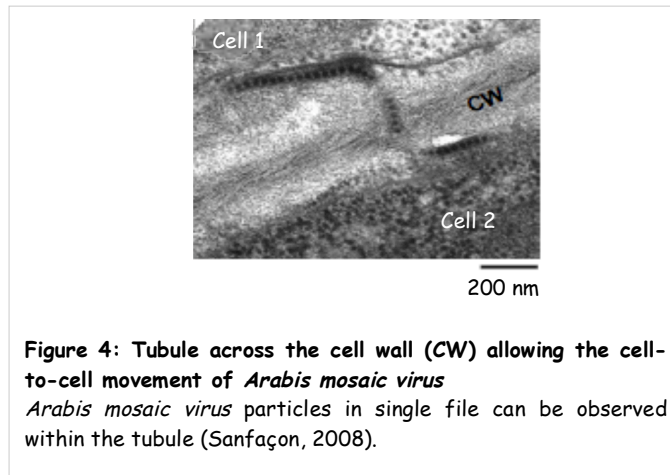 Cell 1
CW
Cell 2
200 nm
Figure 4: Tubule across the cell wall (CW) allowing the cell-
to-cell movement of Arabis mosaic virus
Arabis mosaic virus particles in single file can be observed
within the tubule (Sanfaçon, 2008).